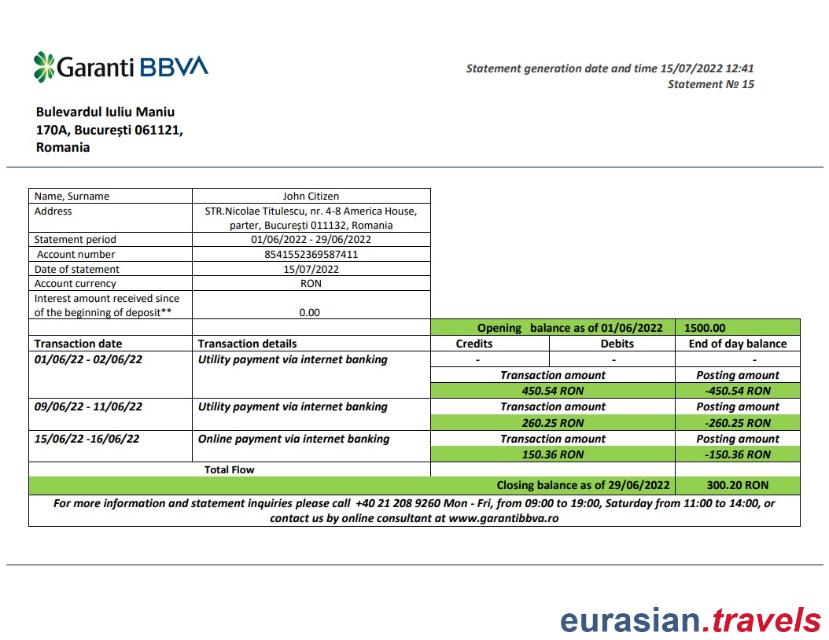 Garanti BBVA
Statement generation date and time 15/07/2022 12:41
Statement № 15
Bulevardul Iuliu Maniu
170A, București 061121,
Romania
Name, Surname John Citizen
Address STR.Nicolae Titulescu, nr. 4-8 America House,
parter, București 011132, Romania
Statement period 01/06/2022 - 29/06/2022
Account number 8541552369587411
Date of statement 15/07/2022
Account currency RON
Interest amount received since
of the beginning of deposit** 0.00
Opening balance as of 01/06/2022 1500.00
Transaction date Transaction details Credits Debits End of day balance
01/06/22 - 02/06/22 Utility payment via internet banking - - -
Transaction amount Posting amount
450.54 RON -450.54 RON
09/06/22 - 11/06/22 Utility payment via internet banking Transaction amount Posting amount
260.25 RON -260.25 RON
15/06/22 -16/06/22 Online payment via internet banking Transaction amount Posting amount
150.36 RON -150.36 RON
Total Flow
Closing balance as of 29/06/2022 300.20 RON
For more information and statement inquiries please call +40 21 208 9260 Mon - Fri, from 09:00 to 19:00, Saturday from 11:00 to 14:00, or
contact us by online consultant at www.garantibbva.ro
eurasian.travels